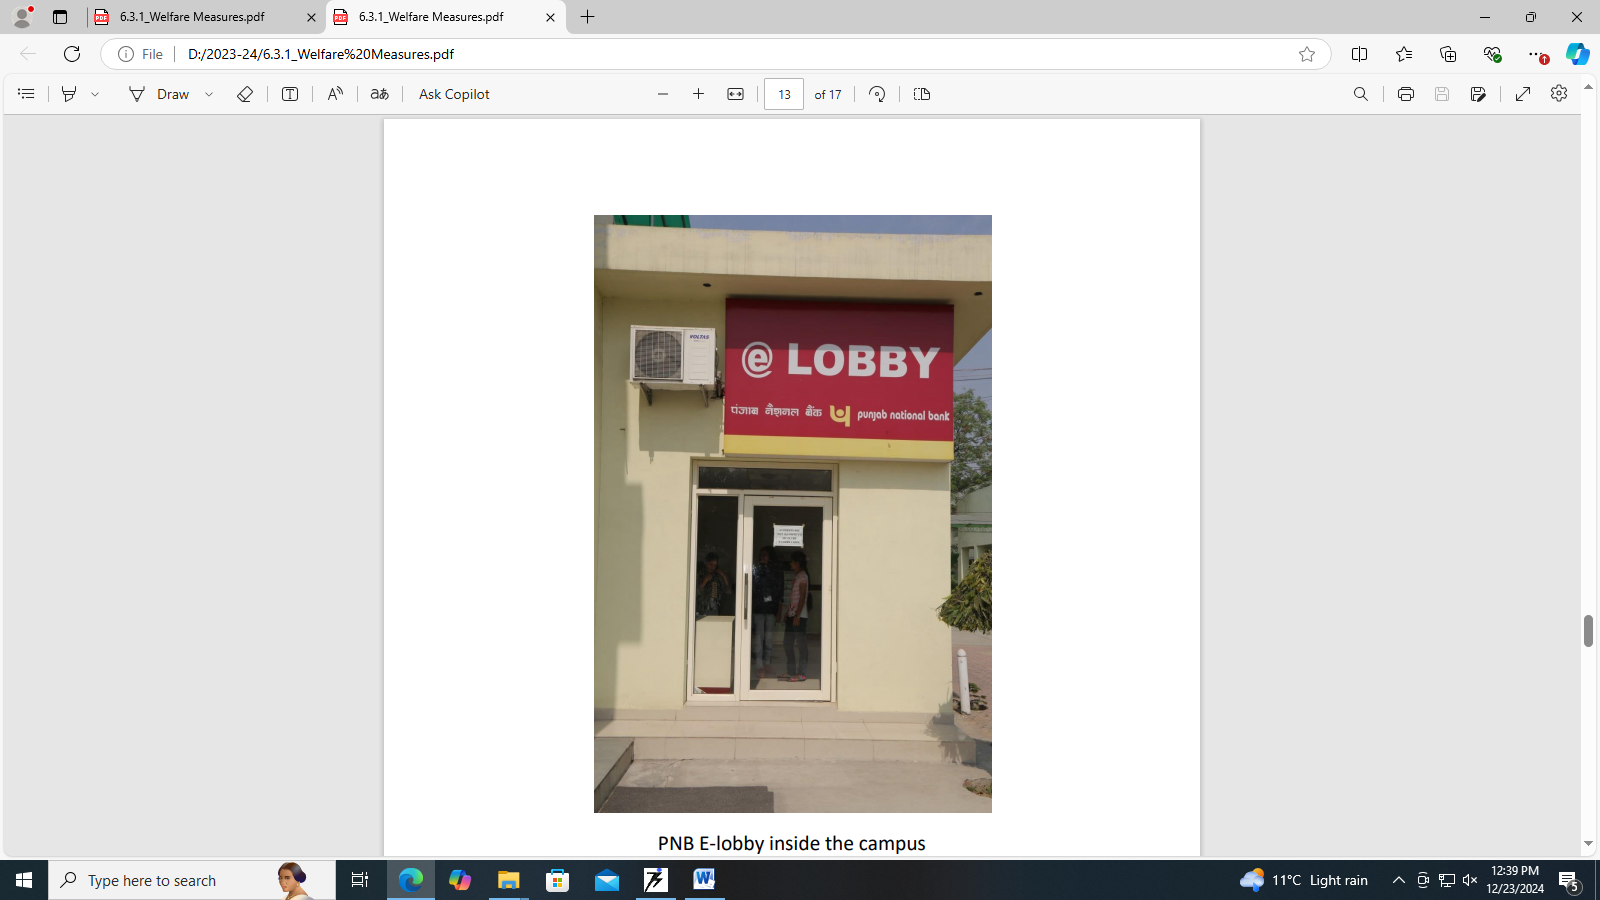 6.3.1_Welfare Measures.pdf
6.3.1_Welfare Measures.pdf
File
D:/2023-24/6.3.1_Welfare%20Measures.pdf
Draw
Ask Copilot
13 of 17
VOLTAS
@ LOBBY
पंजाब नैशनल बैंक punjab national bank
PNB E-lobby inside the campus
Type here to search
11°C Light rain
12:39 PM
12/23/2024
5